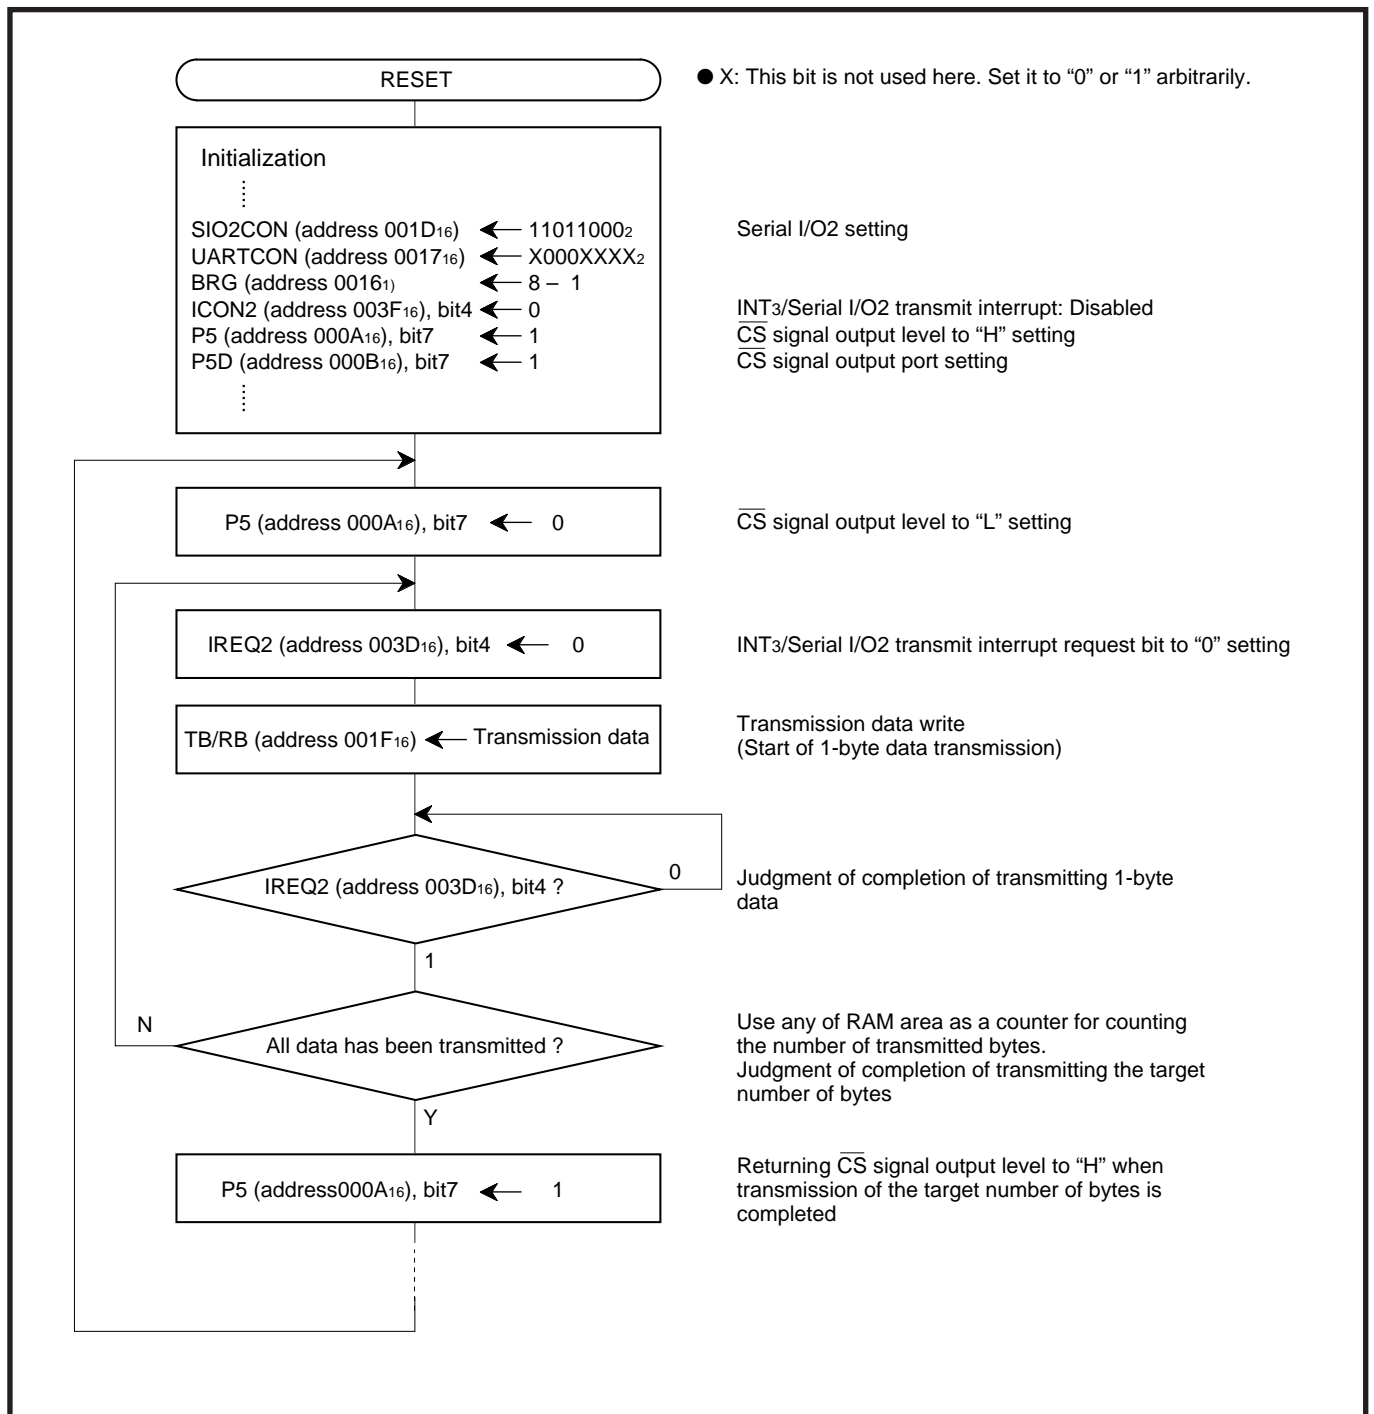 RESET
● X: This bit is not used here. Set it to “0” or “1” arbitrarily.
Initialization
SIO2CON (address 001D16) ← 110110002
Serial I/O2 setting
UARTCON (address 001716) ← X000XXXX2
BRG (address 00161) ← 8 – 1
ICON2 (address 003F16), bit4 ← 0
INT3/Serial I/O2 transmit interrupt: Disabled
P5 (address 000A16), bit7 ← 1
C̅S̅ signal output level to “H” setting
P5D (address 000B16), bit7 ← 1
C̅S̅ signal output port setting
P5 (address 000A16), bit7 ← 0
C̅S̅ signal output level to “L” setting
IREQ2 (address 003D16), bit4 ← 0
INT3/Serial I/O2 transmit interrupt request bit to “0” setting
TB/RB (address 001F16) ← Transmission data
Transmission data write
(Start of 1-byte data transmission)
IREQ2 (address 003D16), bit4 ?
0
Judgment of completion of transmitting 1-byte
data
1
N
All data has been transmitted ?
Use any of RAM area as a counter for counting
the number of transmitted bytes.
Judgment of completion of transmitting the target
number of bytes
Y
P5 (address000A16), bit7 ← 1
Returning C̅S̅ signal output level to “H” when
transmission of the target number of bytes is
completed